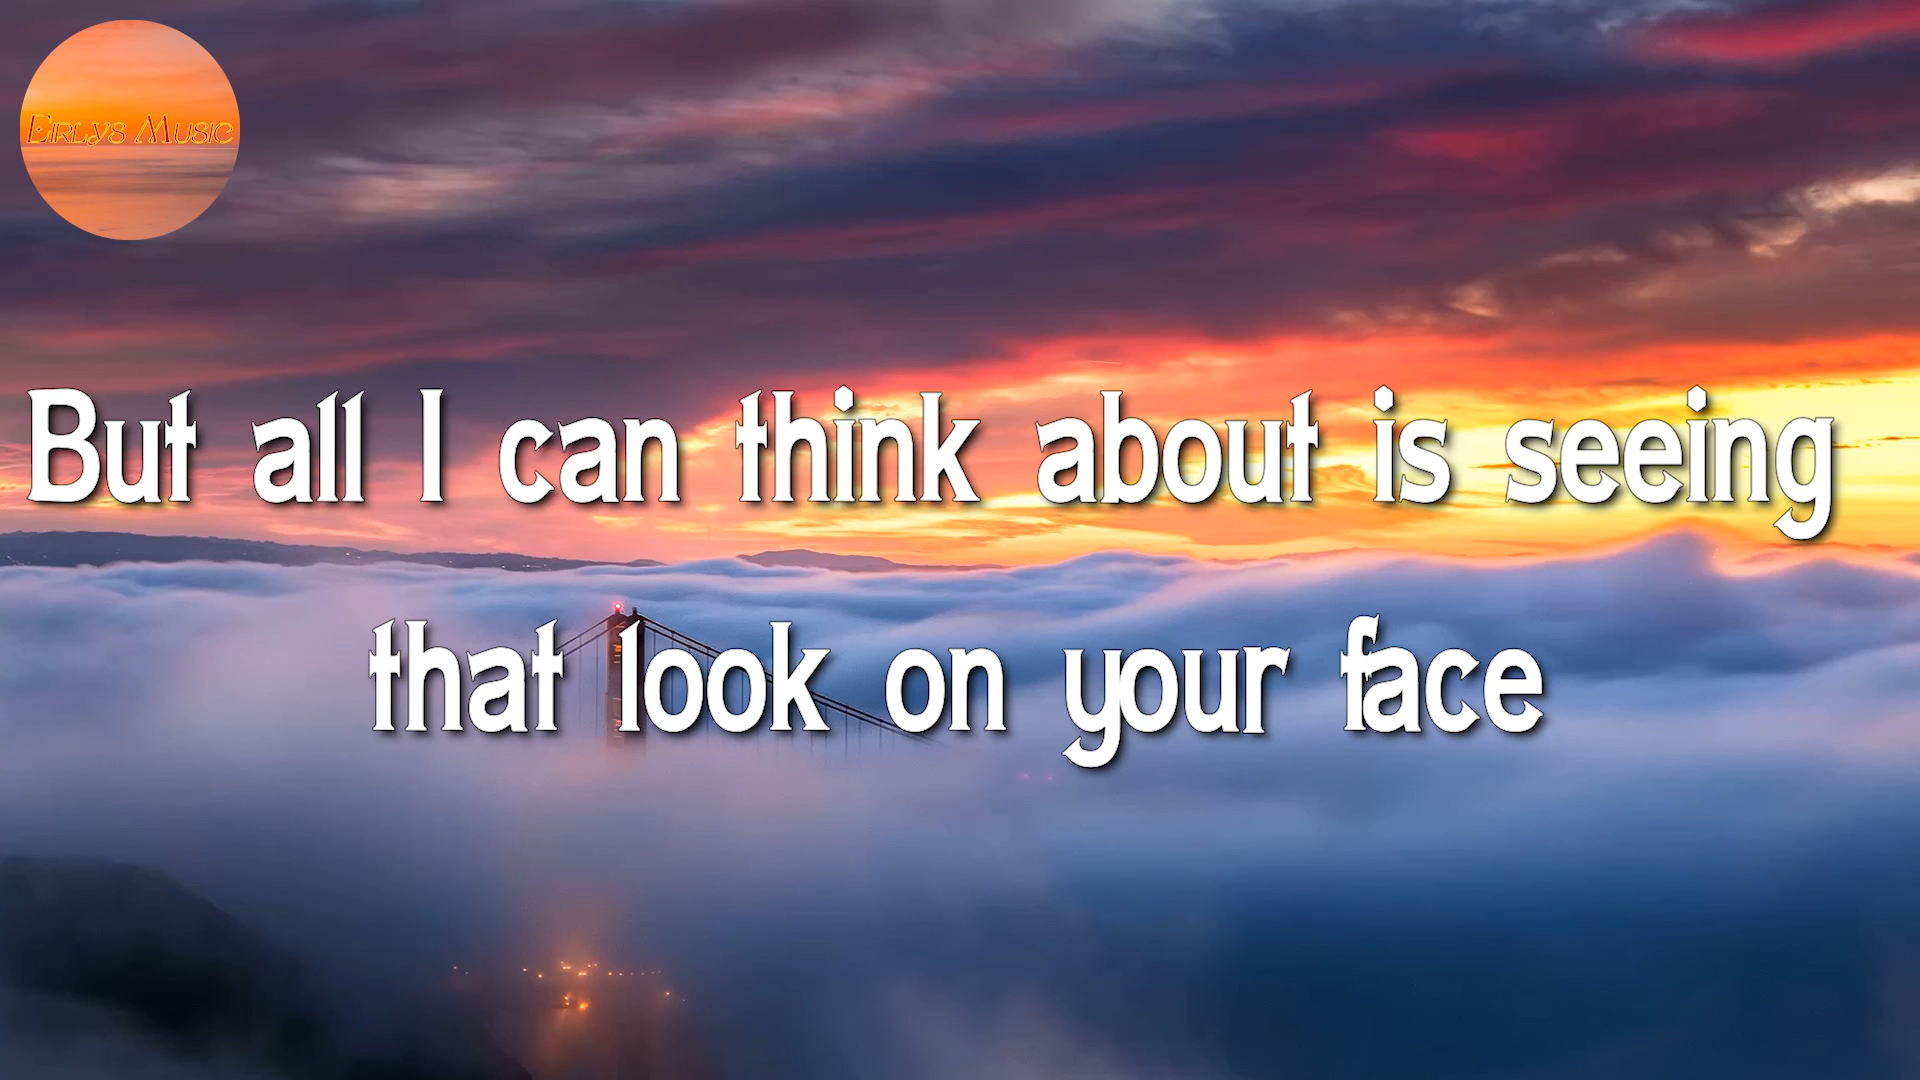 Eirlys Music
But all I can think about is seeing
that look on your face